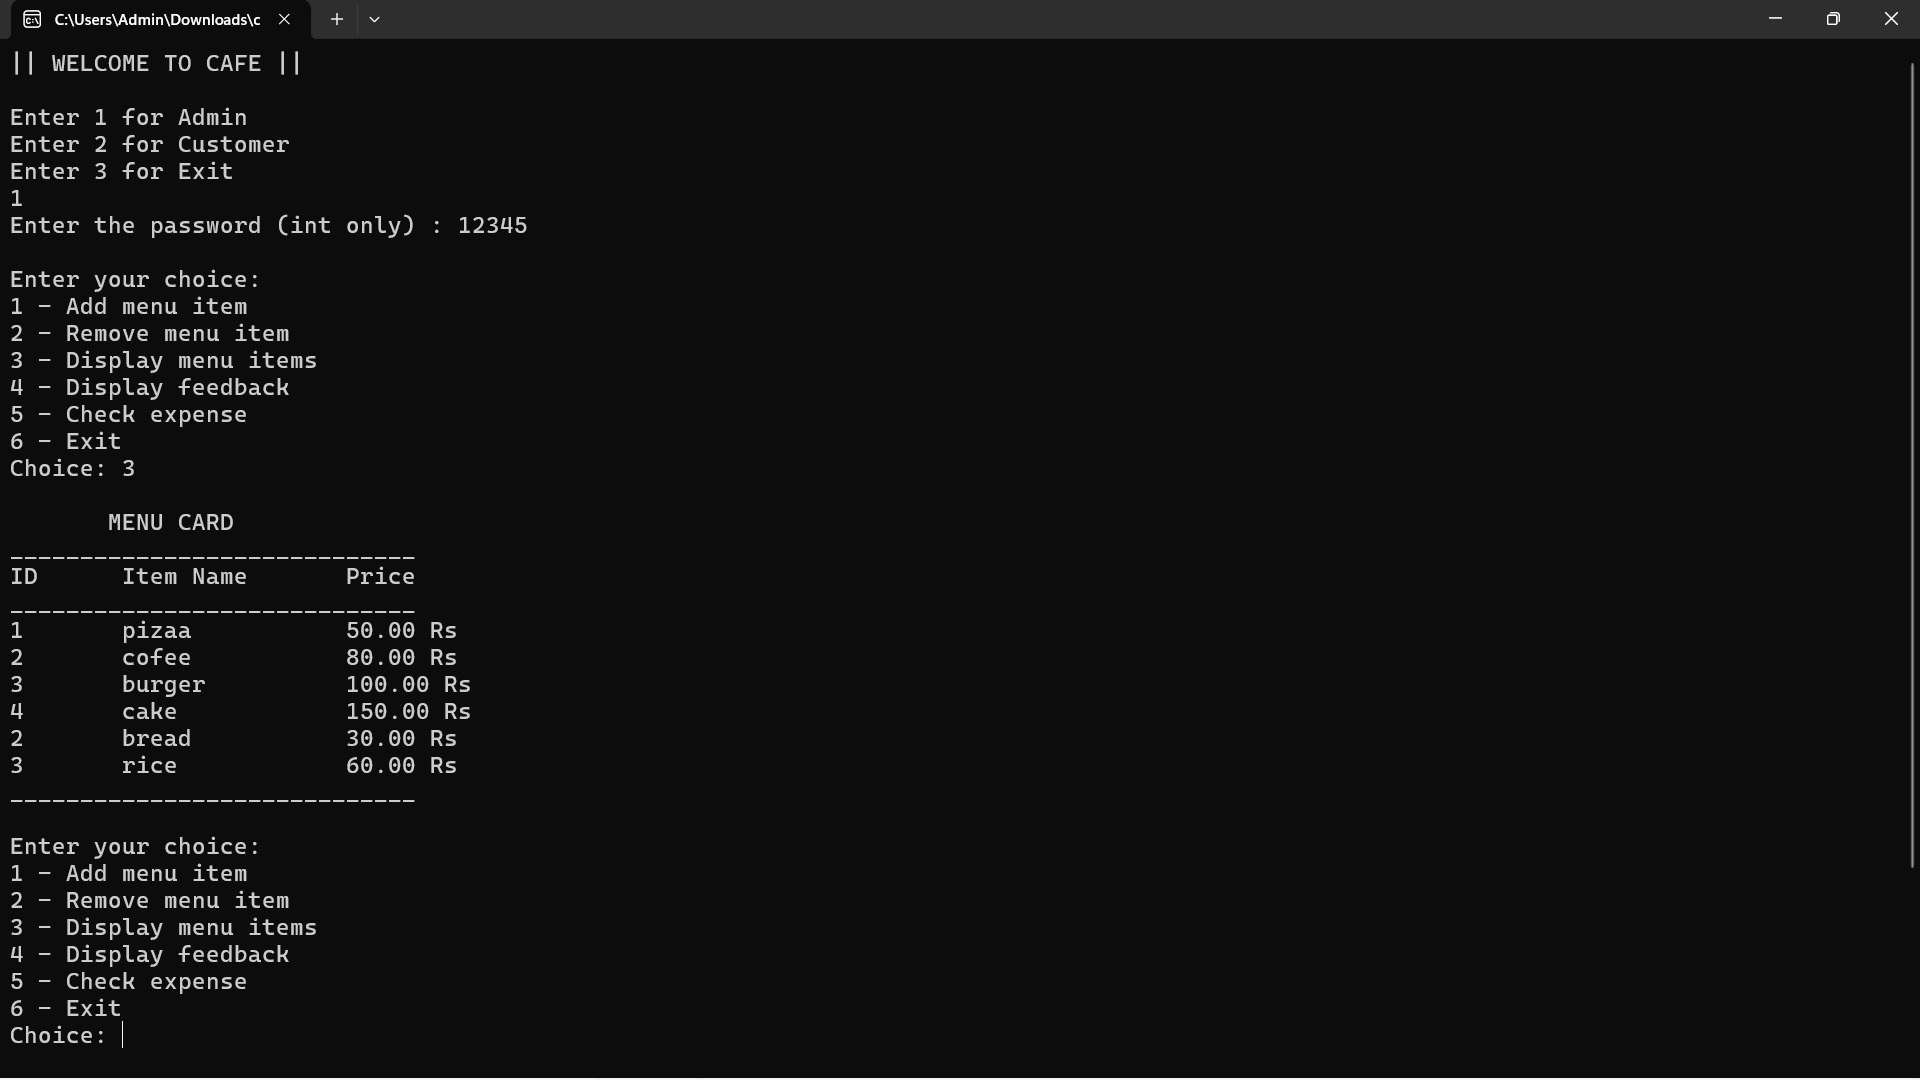 C:\Users\Admin\Downloads\c
|| WELCOME TO CAFE ||
Enter 1 for Admin
Enter 2 for Customer
Enter 3 for Exit
1
Enter the password (int only) : 12345
Enter your choice:
1 - Add menu item
2 - Remove menu item
3 - Display menu items
4 - Display feedback
5 - Check expense
6 - Exit
Choice: 3
MENU CARD
_____________________________
ID Item Name Price
_____________________________
1 pizaa 50.00 Rs
2 cofee 80.00 Rs
3 burger 100.00 Rs
4 cake 150.00 Rs
2 bread 30.00 Rs
3 rice 60.00 Rs
_____________________________
Enter your choice:
1 - Add menu item
2 - Remove menu item
3 - Display menu items
4 - Display feedback
5 - Check expense
6 - Exit
Choice: